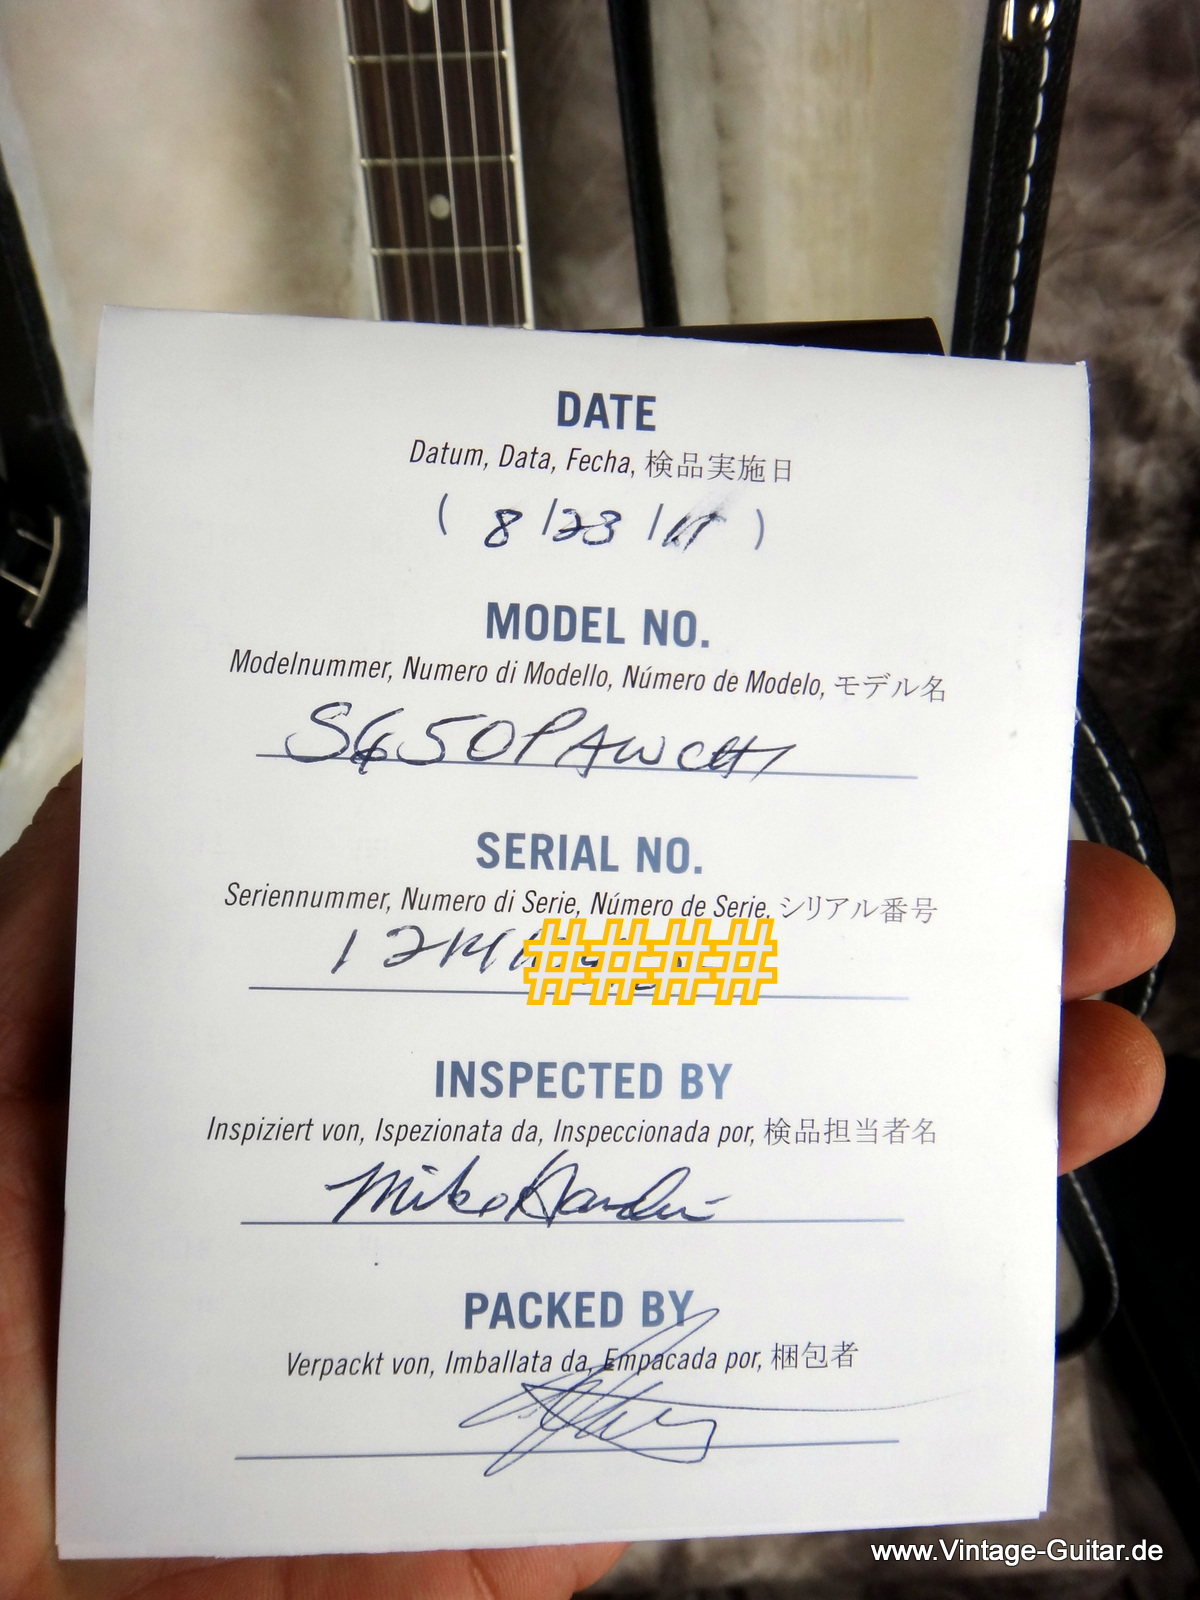 DATE
Datum, Data, Fecha, 検品実施日
( 8 / 23 / 11 )
MODEL NO.
Modelnummer, Numero di Modello, Número de Modelo, モデル名
SG50PAWCH1
SERIAL NO.
Seriennummer, Numero di Serie, Número de Serie, シリアル番号
INSPECTED BY
Inspiziert von, Ispezionata da, Inspeccionada por, 検品担当者名
PACKED BY
Verpackt von, Imballata da, Empacada por, 梱包者
www.Vintage-Guitar.de